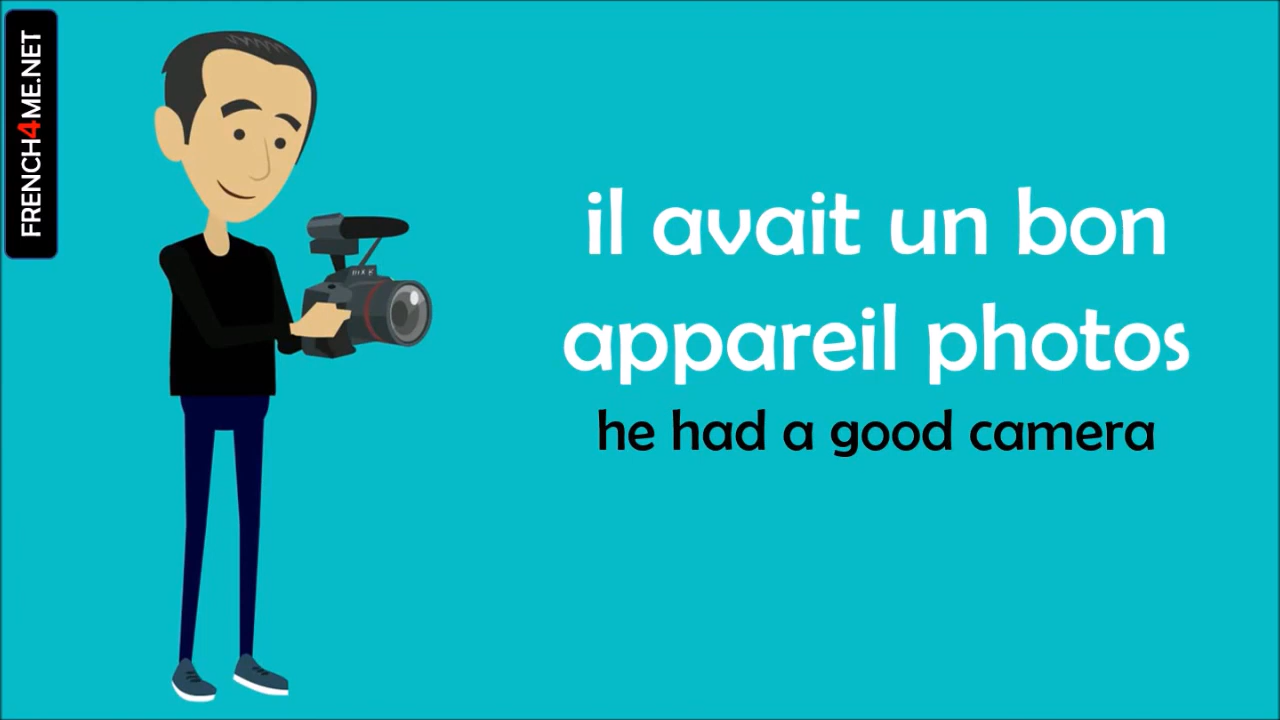 FRENCH4ME.NET
il avait un bon
appareil photos
he had a good camera